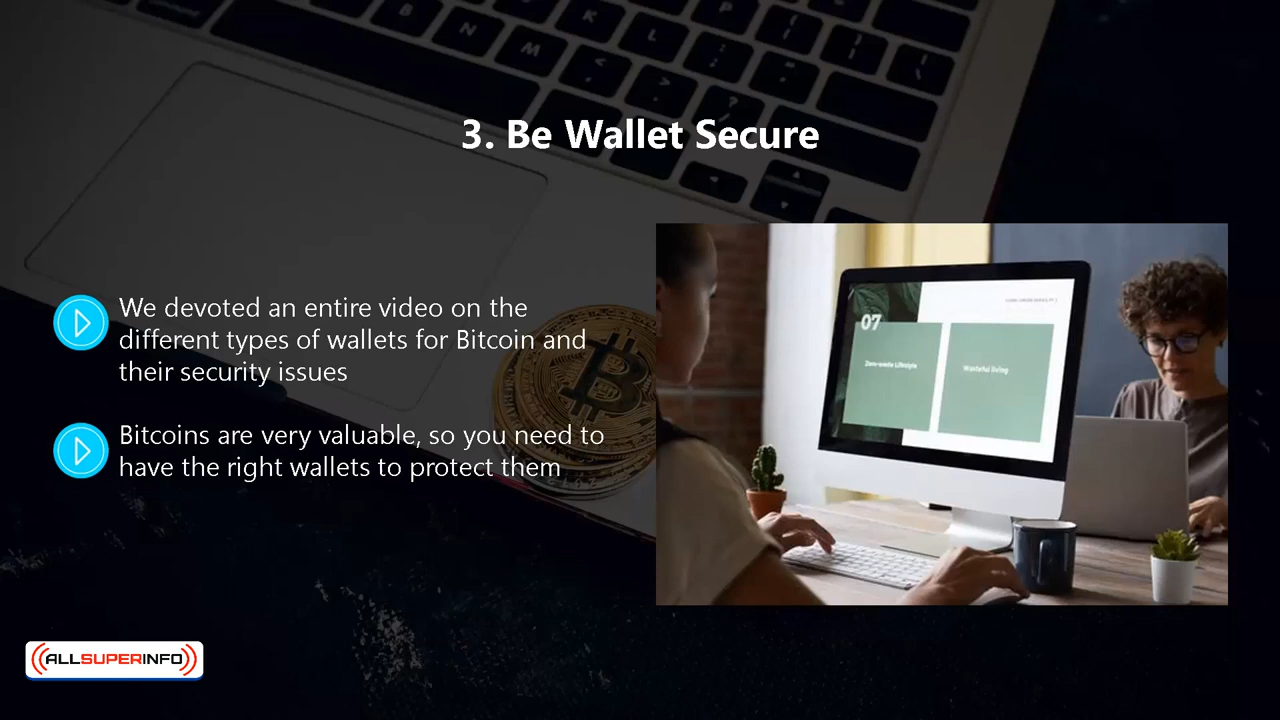 3. Be Wallet Secure
We devoted an entire video on the
different types of wallets for Bitcoin and
their security issues
Bitcoins are very valuable, so you need to
have the right wallets to protect them
07
Zero-waste Lifestyle
Wasteful living
B
N
M
K
L
ALLSUPERINFO